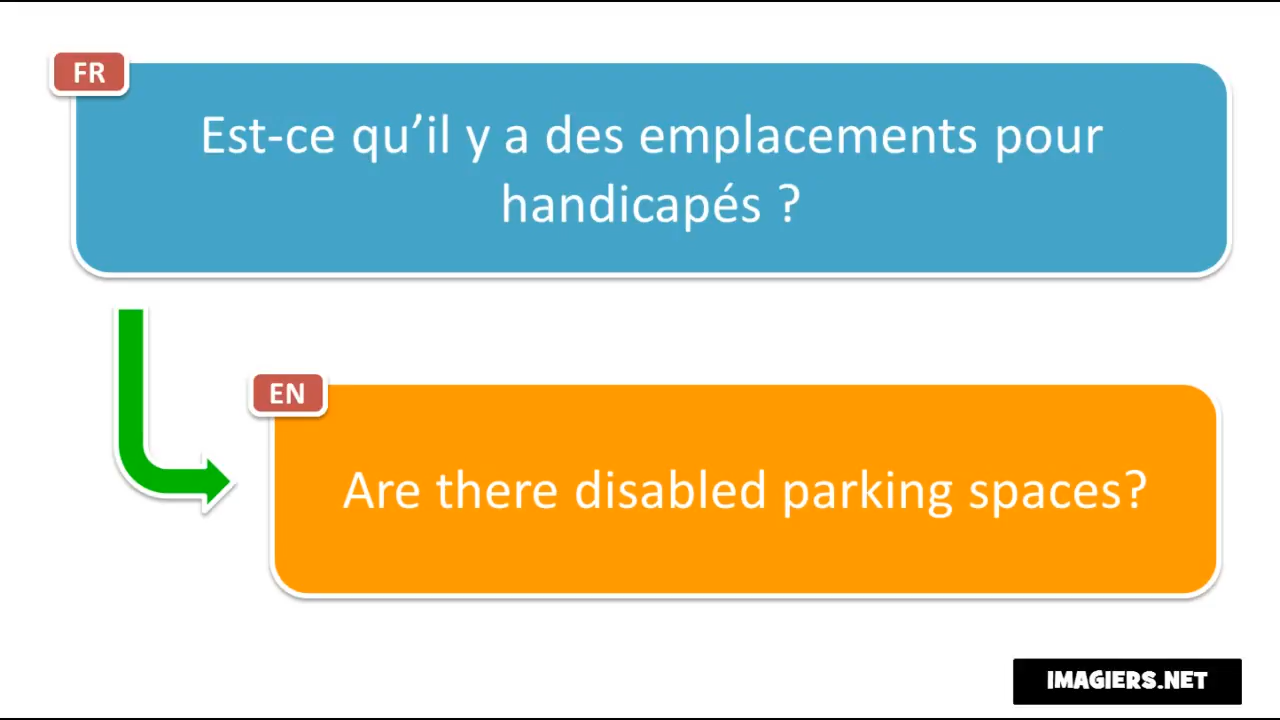 FR
Est-ce qu’il y a des emplacements pour
handicapés ?
EN
Are there disabled parking spaces?
IMAGIERS.NET